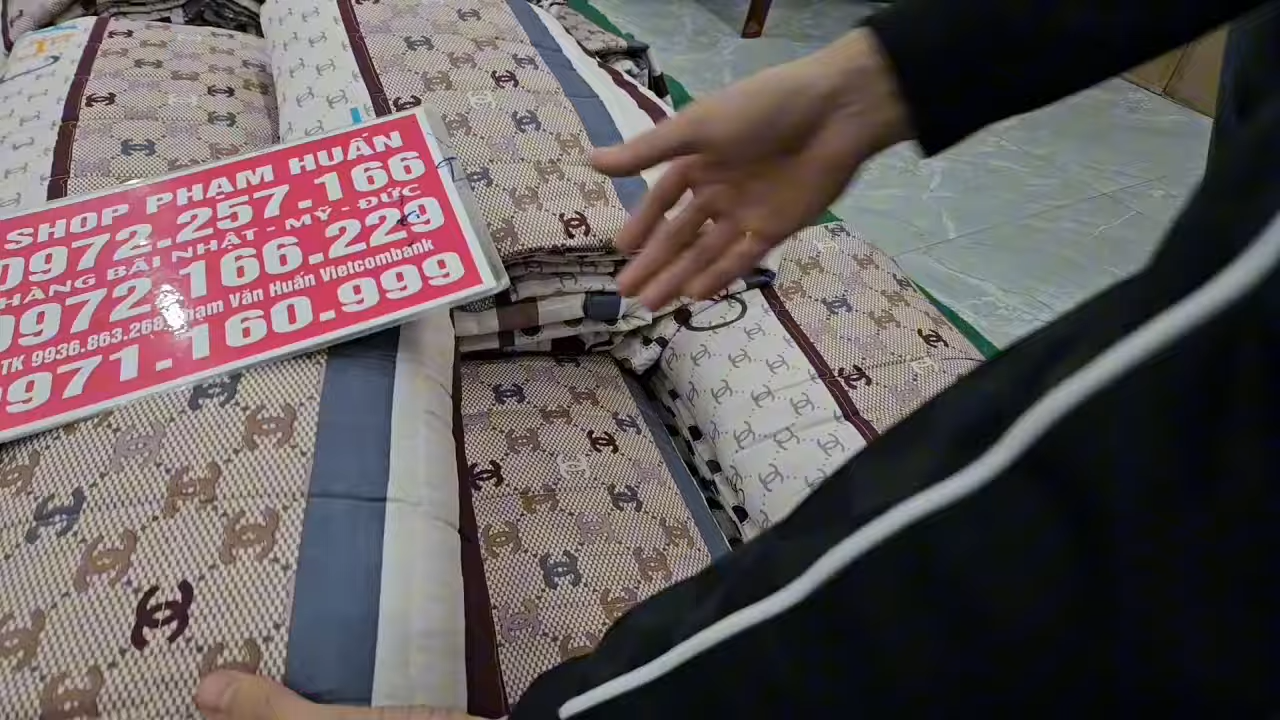 SHOP PHẠM HUẤN
0972.257.166
HÀNG BÃI NHẬT - MỸ - ĐỨC
0972.166.229
TK 9936.863.268 Phạm Văn Huấn Vietcombank
0971.160.999